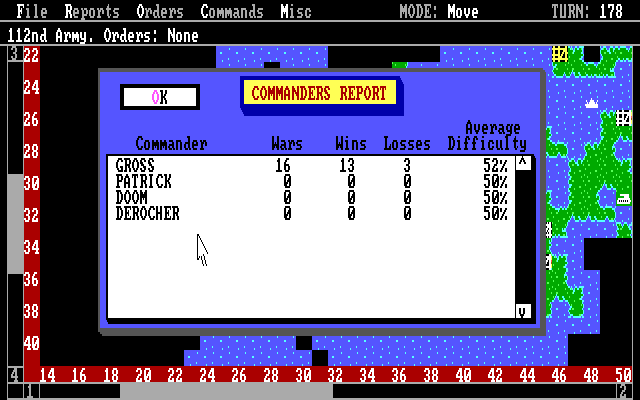 File Reports Orders Commands Misc MODE: Move TURN: 178
112nd Army. Orders: None
3 22
24
26
28
30
32
34
36
38
40
OK
COMMANDERS REPORT
Average
Commander Wars Wins Losses Difficulty
GROSS 16 13 3 52%
PATRICK 0 0 0 50%
DOOM 0 0 0 50%
DEROCHER 0 0 0 50%
4 14 16 18 20 22 24 26 28 30 32 34 36 38 40 42 44 46 48 50
1 2